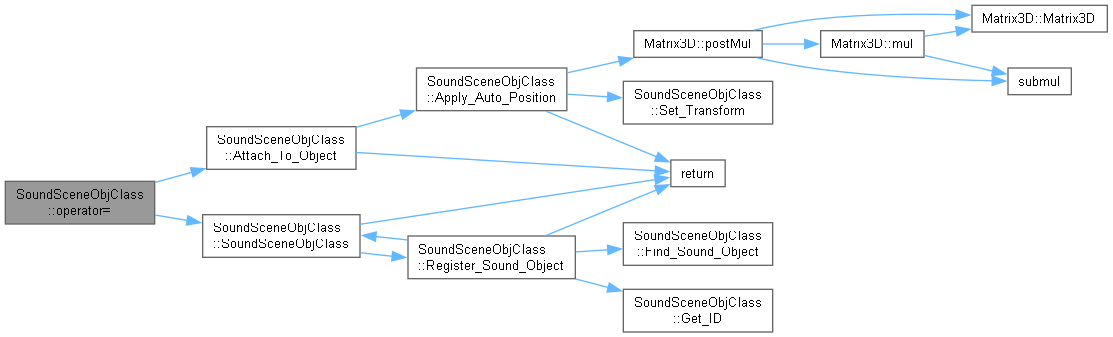 SoundSceneObjClass
::operator=
SoundSceneObjClass
::Attach_To_Object
SoundSceneObjClass
::SoundSceneObjClass
SoundSceneObjClass
::Apply_Auto_Position
SoundSceneObjClass
::Register_Sound_Object
Matrix3D::postMul
SoundSceneObjClass
::Set_Transform
return
SoundSceneObjClass
::Find_Sound_Object
SoundSceneObjClass
::Get_ID
Matrix3D::mul
Matrix3D::Matrix3D
submul